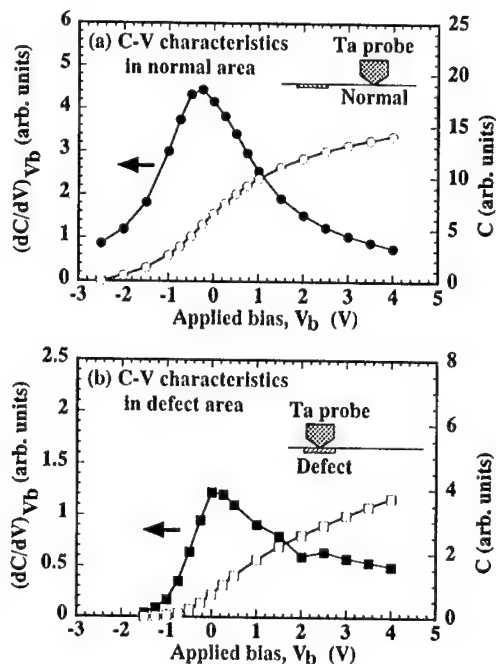 (a) C-V characteristics
in normal area
Ta probe
Normal
(dC/dV)Vb (arb. units)
6
5
4
3
2
1
0
C (arb. units)
25
20
15
10
5
0
-3 -2 -1 0 1 2 3 4 5
Applied bias, Vb (V)
(b) C-V characteristics
in defect area
Ta probe
Defect
(dC/dV)Vb (arb. units)
2.5
2
1.5
1
0.5
0
C (arb. units)
8
6
4
2
0
-3 -2 -1 0 1 2 3 4 5
Applied bias, Vb (V)